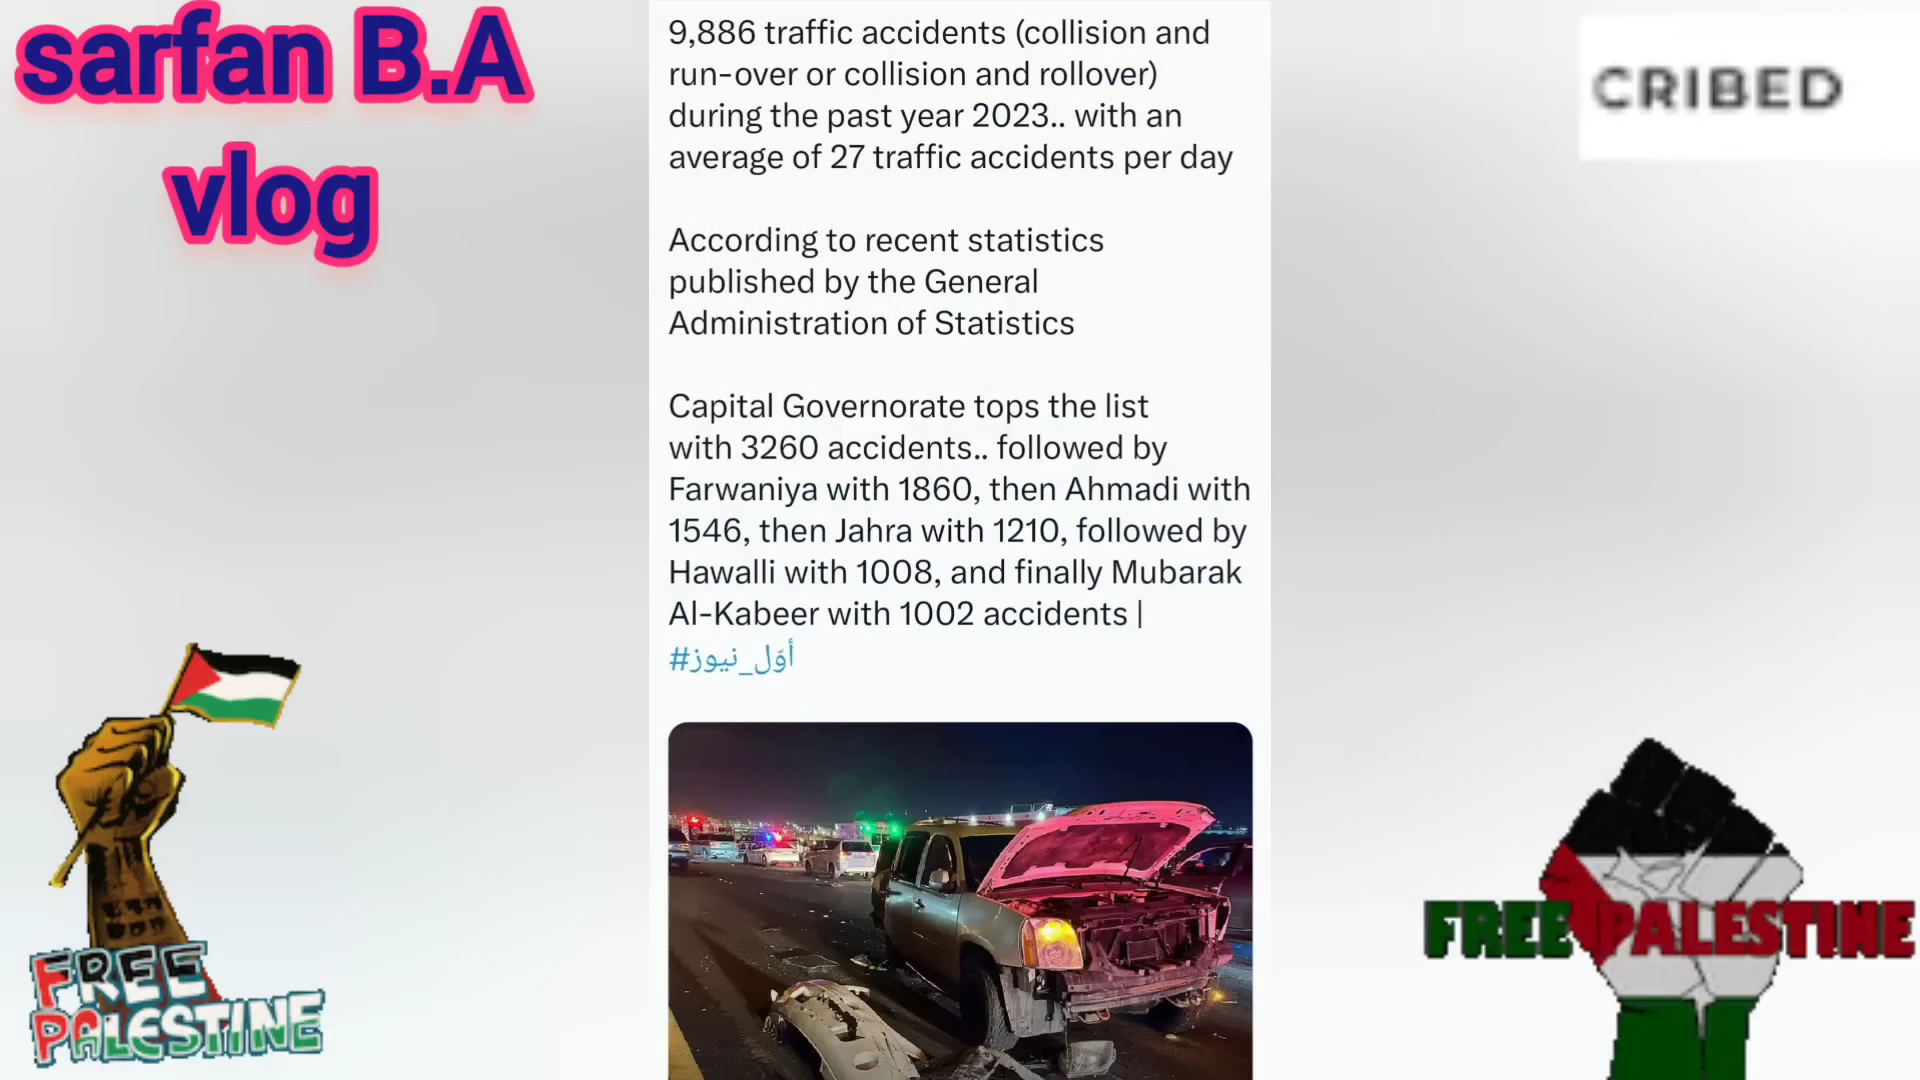 sarfan B.A
vlog
9,886 traffic accidents (collision and
run-over or collision and rollover)
during the past year 2023.. with an
average of 27 traffic accidents per day
According to recent statistics
published by the General
Administration of Statistics
Capital Governorate tops the list
with 3260 accidents.. followed by
Farwaniya with 1860, then Ahmadi with
1546, then Jahra with 1210, followed by
Hawalli with 1008, and finally Mubarak
Al-Kabeer with 1002 accidents |
#أوّل_نيوز
CRIBED
FREE
PALESTINE
FREE PALESTINE